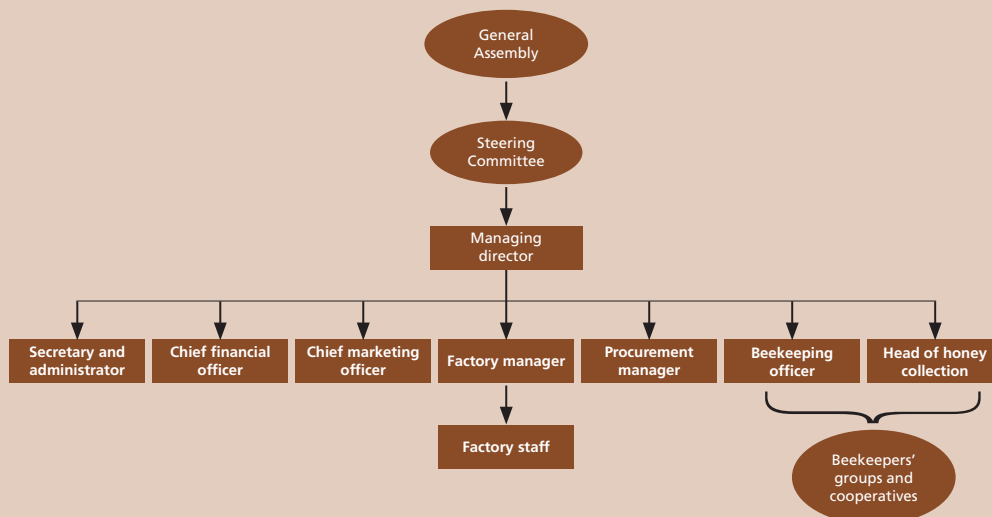 General
Assembly
Steering
Committee
Managing
director
Secretary and
administrator
Chief financial
officer
Chief marketing
officer
Factory manager
Procurement
manager
Beekeeping
officer
Head of honey
collection
Factory staff
Beekeepers’
groups and
cooperatives